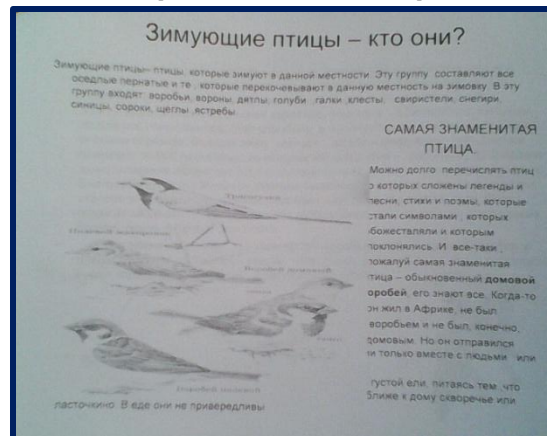 Зимующие птицы – кто они?
Зимующие птицы– птицы, которые зимуют в данной местности. Эту группу составляют все
оседлые пернатые и те , которые перекочевывают в данную местность на зимовку. В эту
группу входят: воробьи, вороны, дятлы, голуби, галки, клесты, свиристели, снегири,
синицы, сороки, щеглы, ястребы.
САМАЯ ЗНАМЕНИТАЯ
ПТИЦА.
Можно долго перечислять птиц
о которых сложены легенды и
песни, стихи и поэмы, которые
стали символами , которых
обожествляли и которым
поклонялись. И все-таки ,
пожалуй самая знаменитая
птица – обыкновенный домовой
воробей, его знают все. Когда-то
он жил в Африке, не был
воробьем и не был, конечно,
домовым. Но он отправился
ли только вместе с людьми или
густой ели, питаясь тем, что
ближе к дому скворечье или
ласточкино. В еде они не привередливы